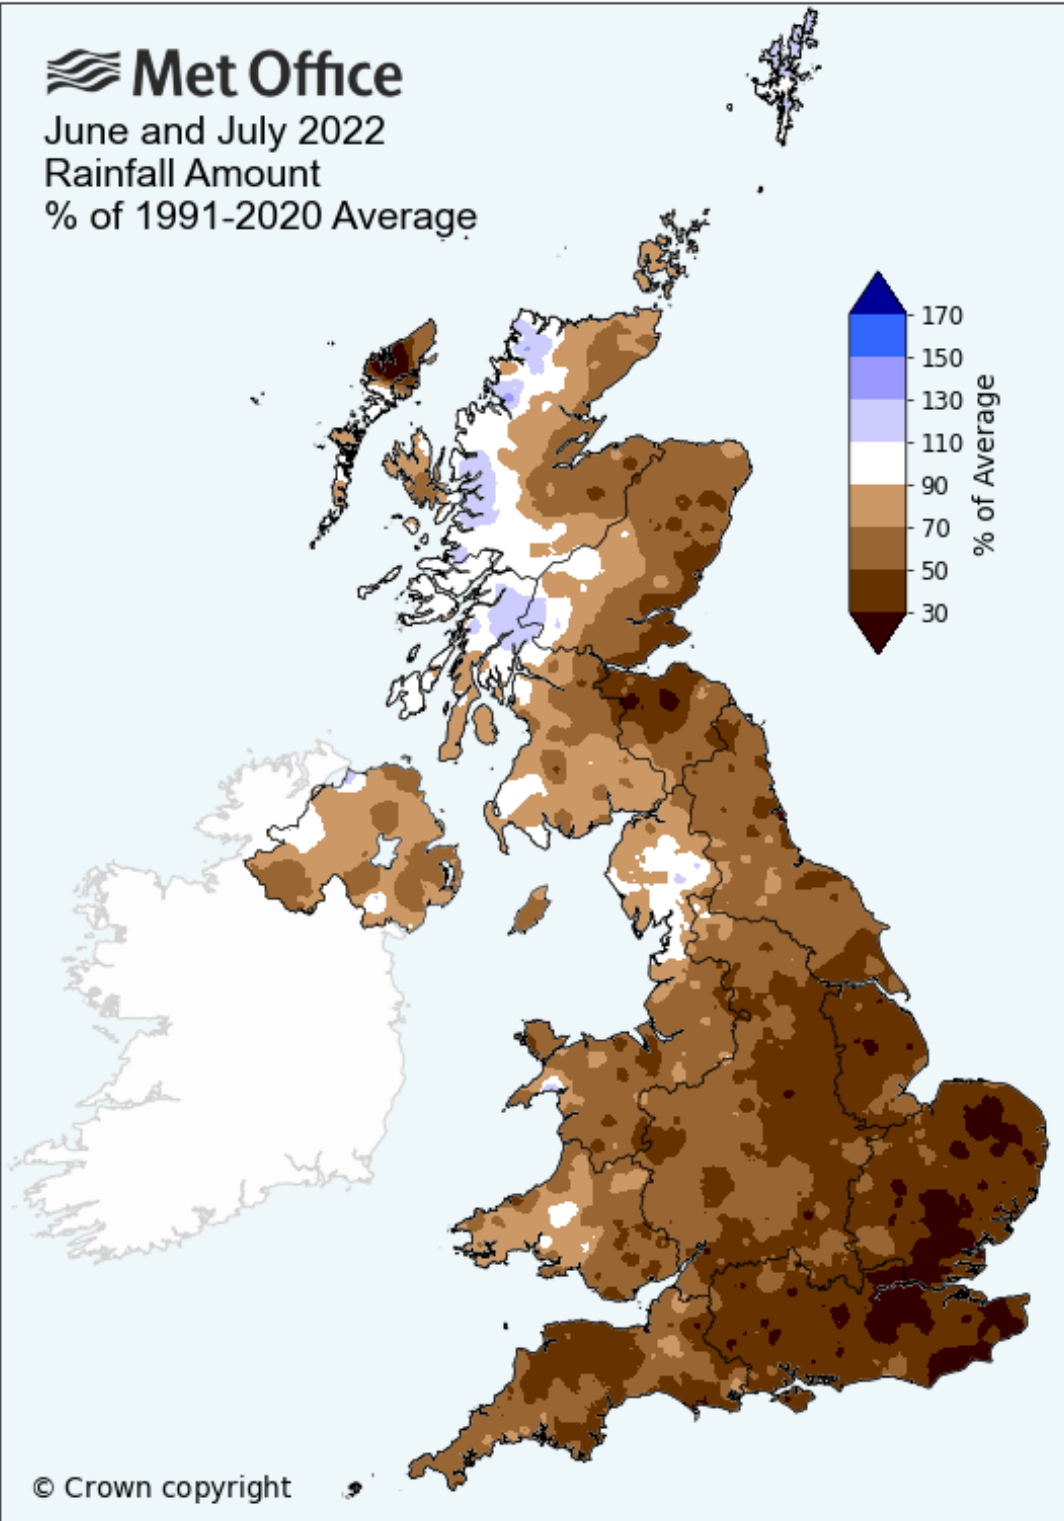 Met Office
June and July 2022
Rainfall Amount
% of 1991-2020 Average
170
150
130
110
90
70
50
30
% of Average
© Crown copyright